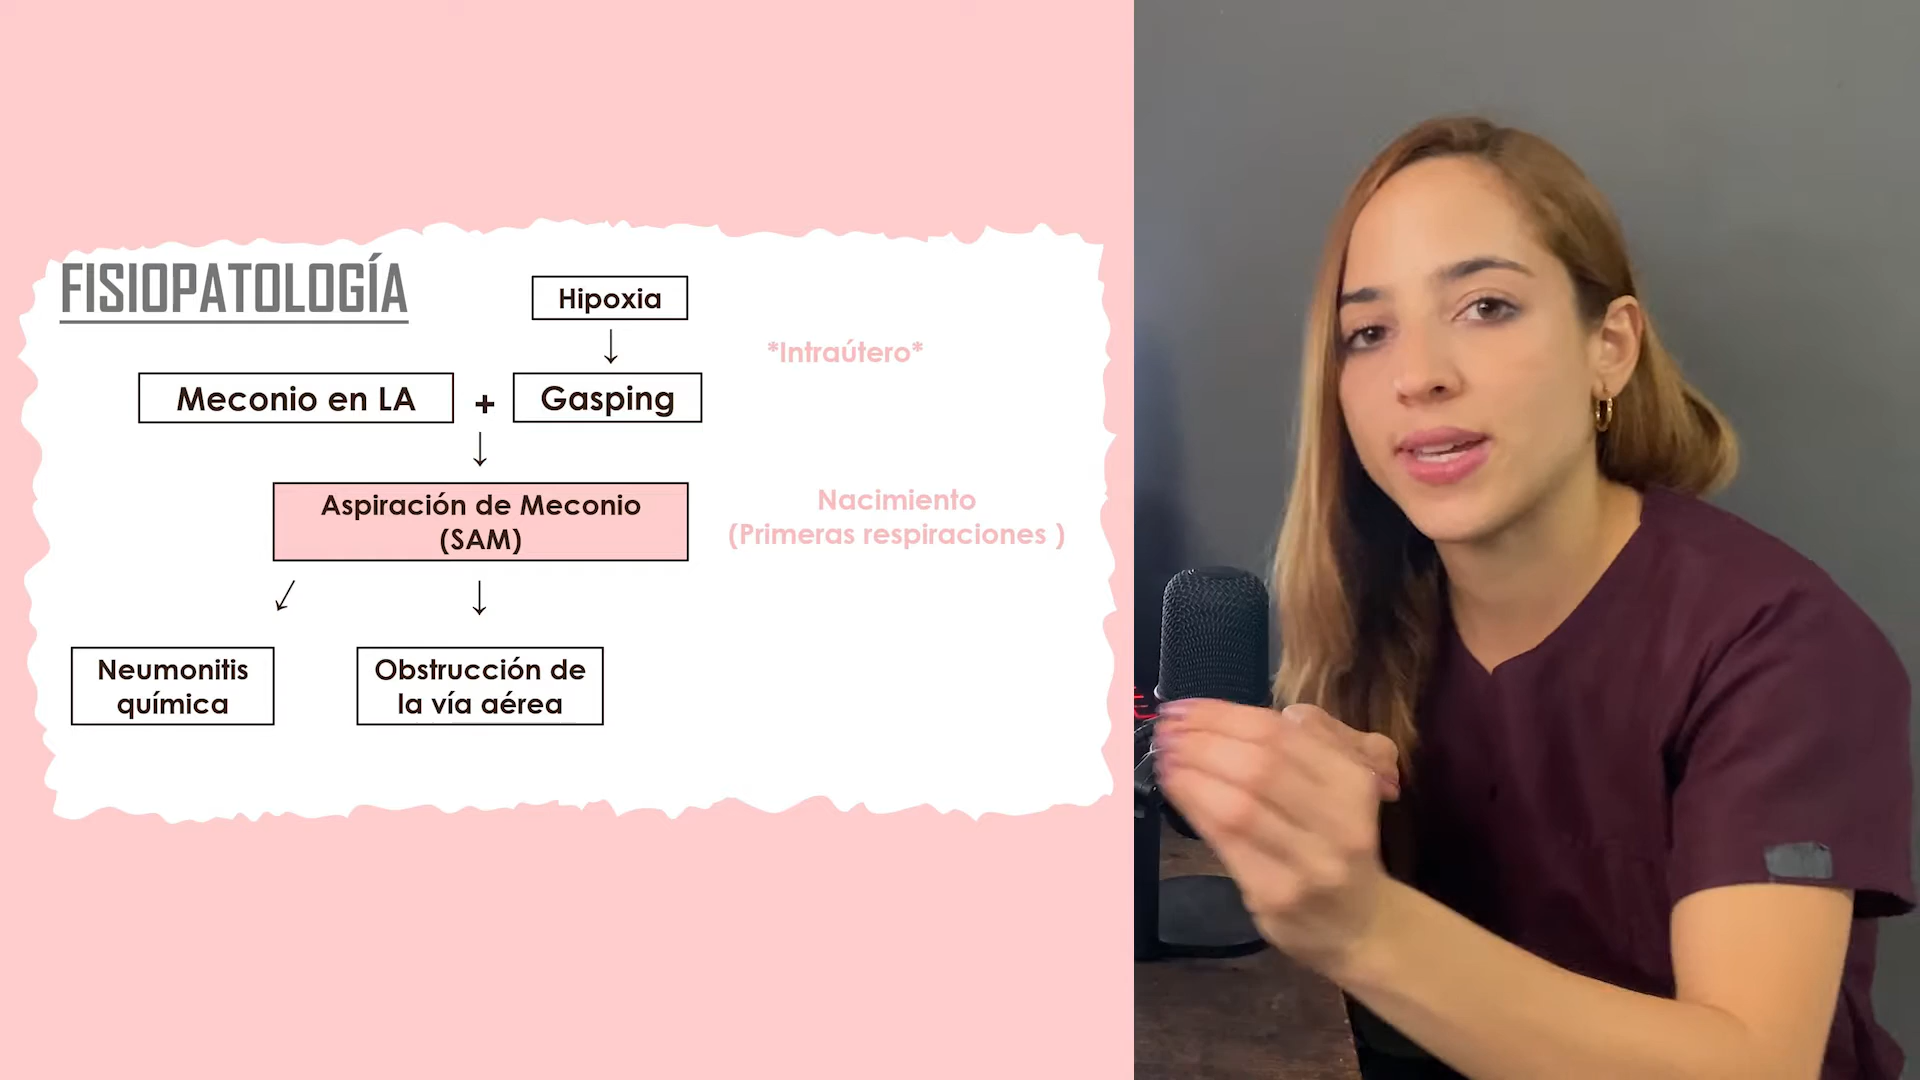 FISIOPATOLOGÍA
Hipoxia
*Intraútero*
Meconio en LA
+
Gasping
Aspiración de Meconio
(SAM)
Nacimiento
(Primeras respiraciones )
Neumonitis
química
Obstrucción de
la vía aérea